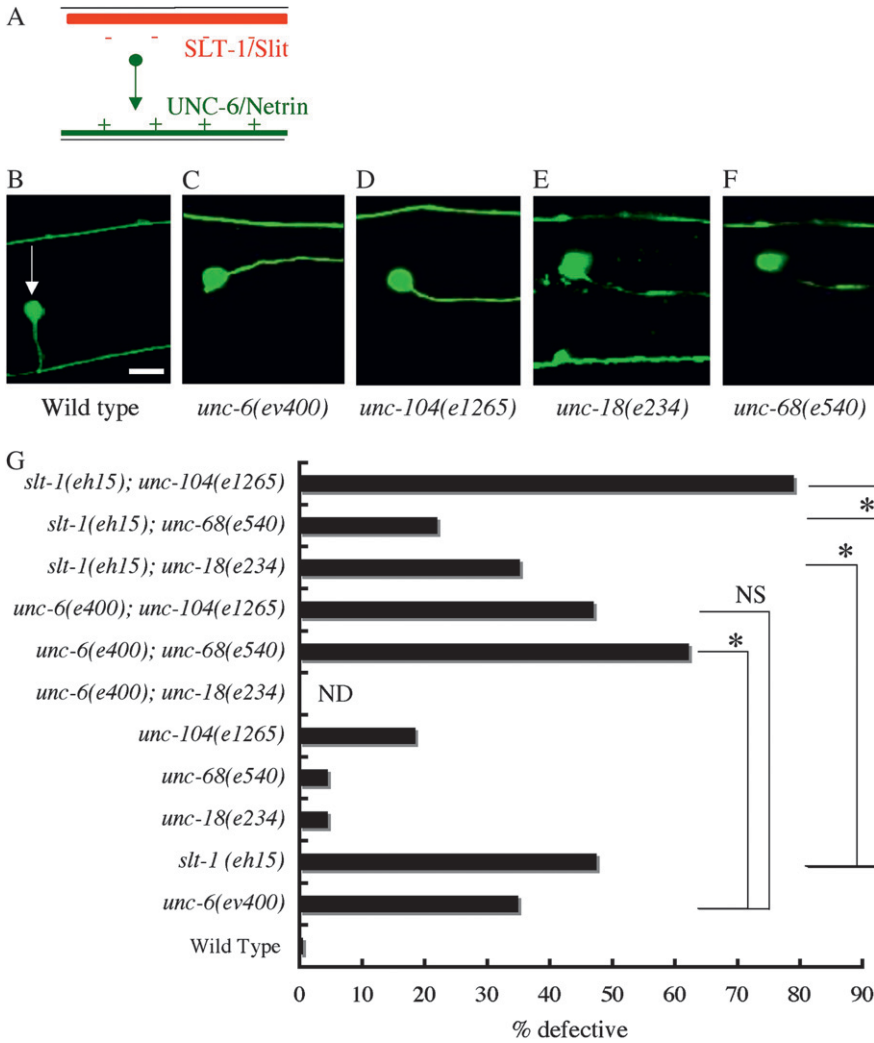 A
SLT-1/Slit
UNC-6/Netrin
- - - -
+ + + +
B C D E F
Wild type unc-6(ev400) unc-104(e1265) unc-18(e234) unc-68(e540)
G
slt-1(eh15); unc-104(e1265)
*
slt-1(eh15); unc-68(e540)
*
slt-1(eh15); unc-18(e234)
unc-6(e400); unc-104(e1265) NS
unc-6(e400); unc-68(e540) *
unc-6(e400); unc-18(e234) ND
unc-104(e1265)
unc-68(e540)
unc-18(e234)
slt-1 (eh15)
unc-6(ev400)
Wild Type
0 10 20 30 40 50 60 70 80 90
% defective